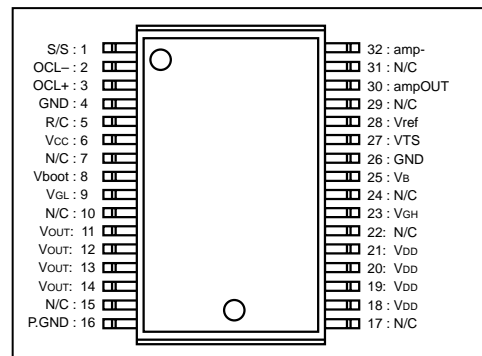 S/S : 1
OCL– : 2
OCL+ : 3
GND : 4
R/C : 5
VCC : 6
N/C : 7
Vboot : 8
VGL : 9
N/C : 10
VOUT: 11
VOUT: 12
VOUT: 13
VOUT: 14
N/C : 15
P.GND : 16
32 : amp-
31 : N/C
30 : ampOUT
29 : N/C
28 : Vref
27 : VTS
26 : GND
25 : VB
24 : N/C
23 : VGH
22: N/C
21: VDD
20: VDD
19: VDD
18 : VDD
17 : N/C